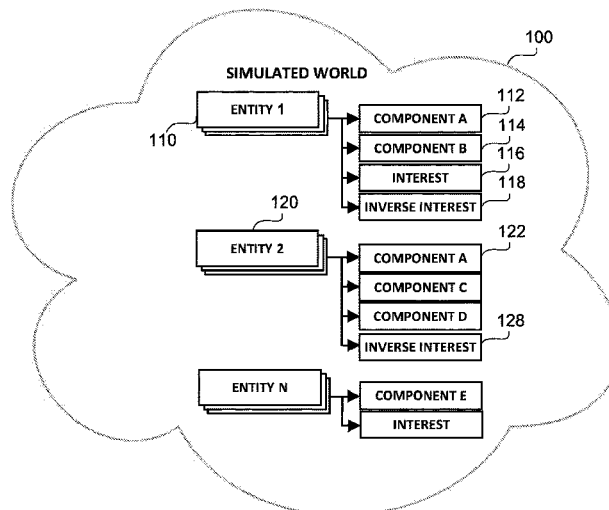 100
SIMULATED WORLD
ENTITY 1
110
COMPONENT A
112
COMPONENT B
114
INTEREST
116
INVERSE INTEREST
118
120
ENTITY 2
COMPONENT A
122
COMPONENT C
COMPONENT D
INVERSE INTEREST
128
ENTITY N
COMPONENT E
INTEREST